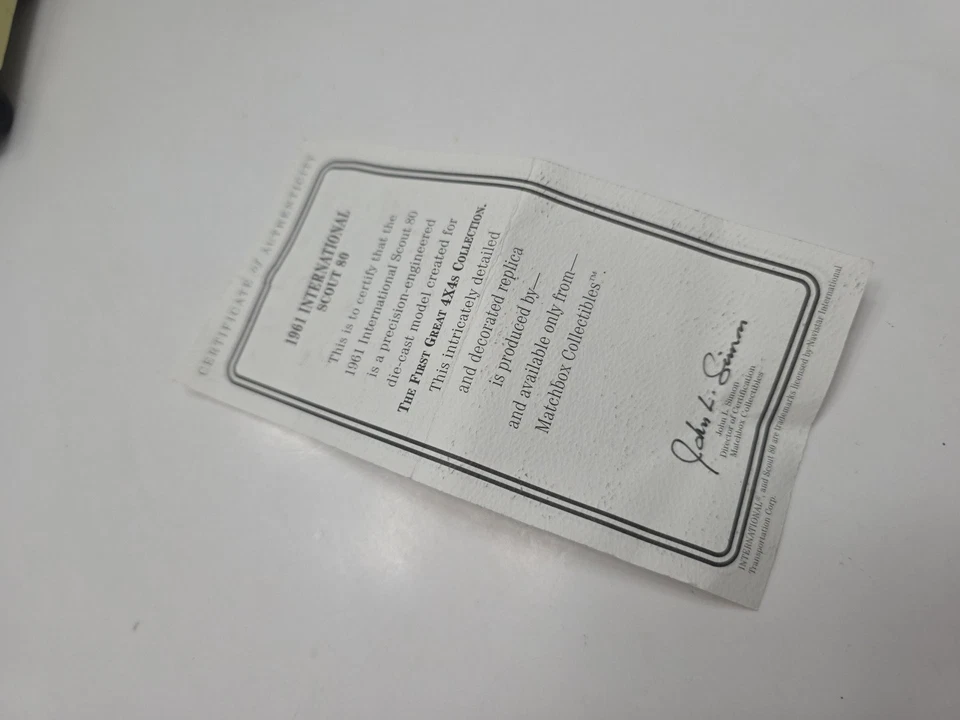 CERTIFICATE OF AUTHENTICITY
1961 INTERNATIONAL
SCOUT 80
This is to certify that the
1961 International Scout 80
is a precision-engineered
die-cast model created for
THE FIRST GREAT 4X4S COLLECTION.
This intricately detailed
and decorated replica
is produced by—
and available only from—
Matchbox Collectibles™.
John L. Simon
John L. Simon
Director of Certification
Matchbox Collectibles
INTERNATIONAL®, and Scout 80 are trademarks licensed by Navistar International
Transportation Corp.